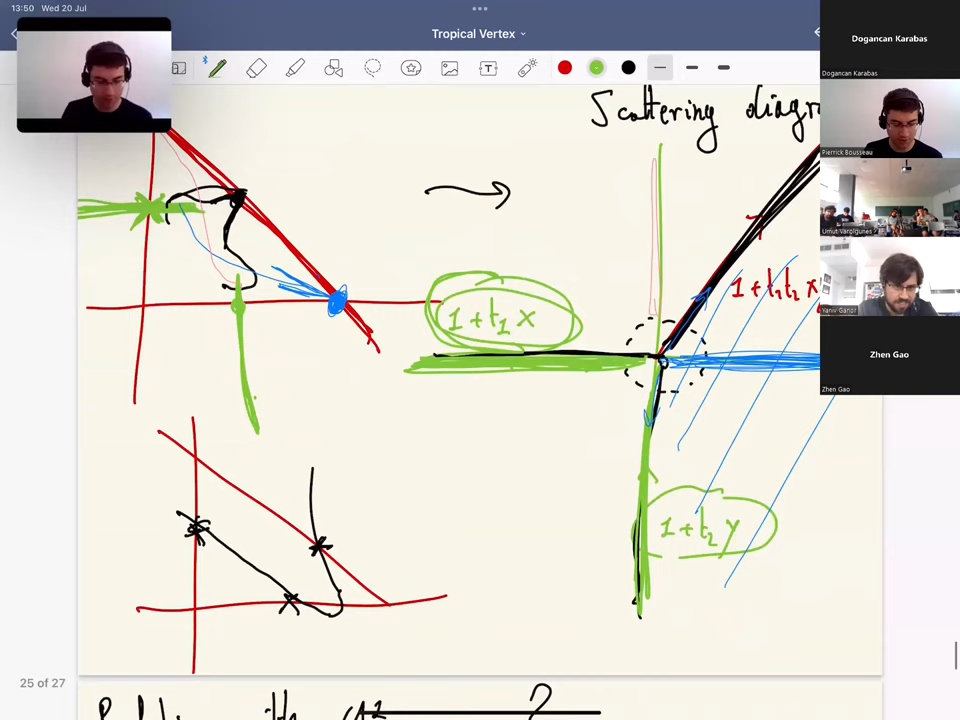 13:50 Wed 20 Jul
Tropical Vertex
Dogancan Karabas
Dogancan Karabas
Scattering diagr
Pierrick Bousseau
Umut Varolgunes
1 + t₁t₂ x
1 + t₁ x
Yaniv Ganor
Zhen Gao
Zhen Gao
1 + t₂ y
25 of 27
with